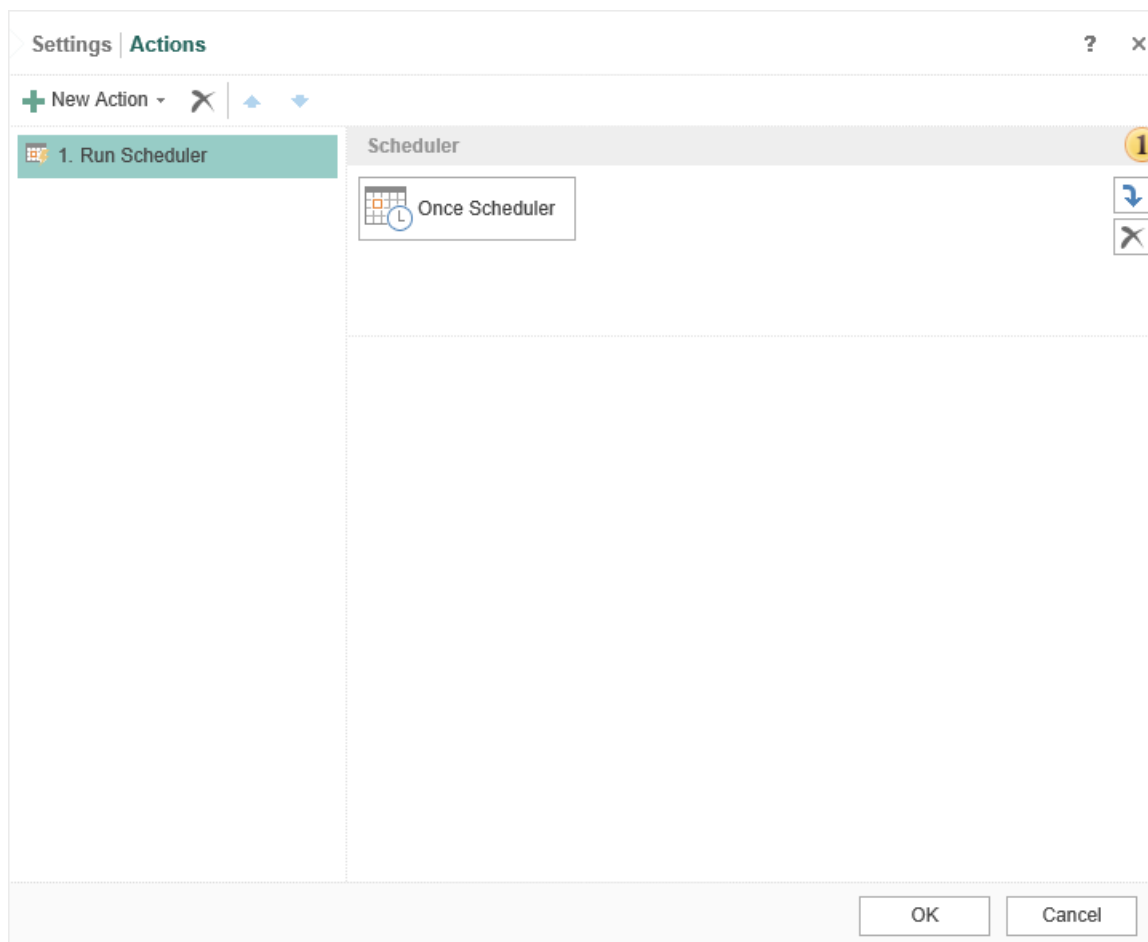 Settings | Actions
?
×
New Action
1. Run Scheduler
Scheduler
1
Once Scheduler
OK
Cancel